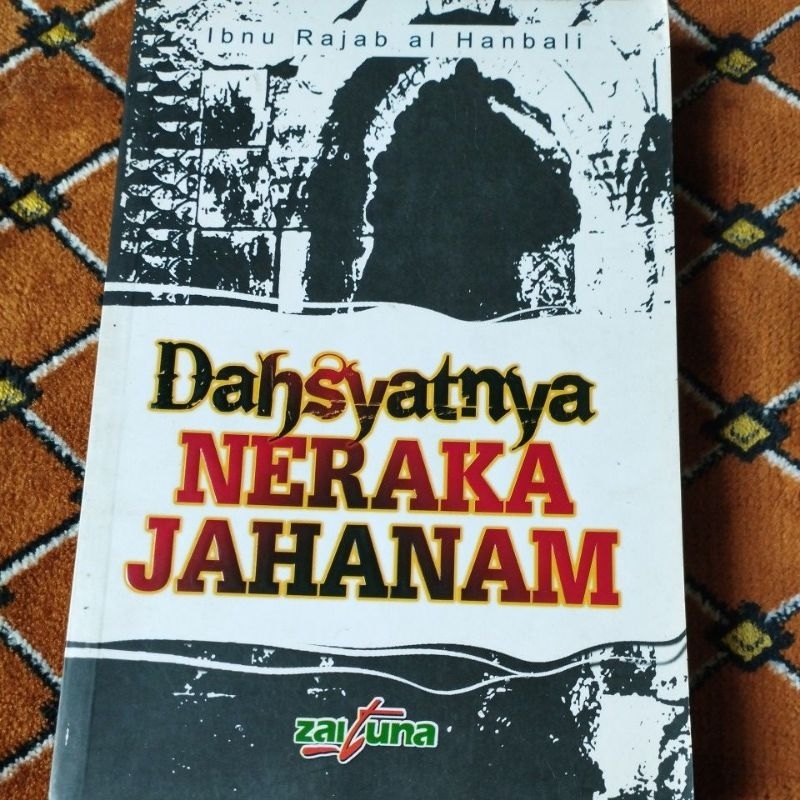 Ibnu Rajab al Hanbali
Dahsyatnya
NERAKA
JAHANAM
zaituna